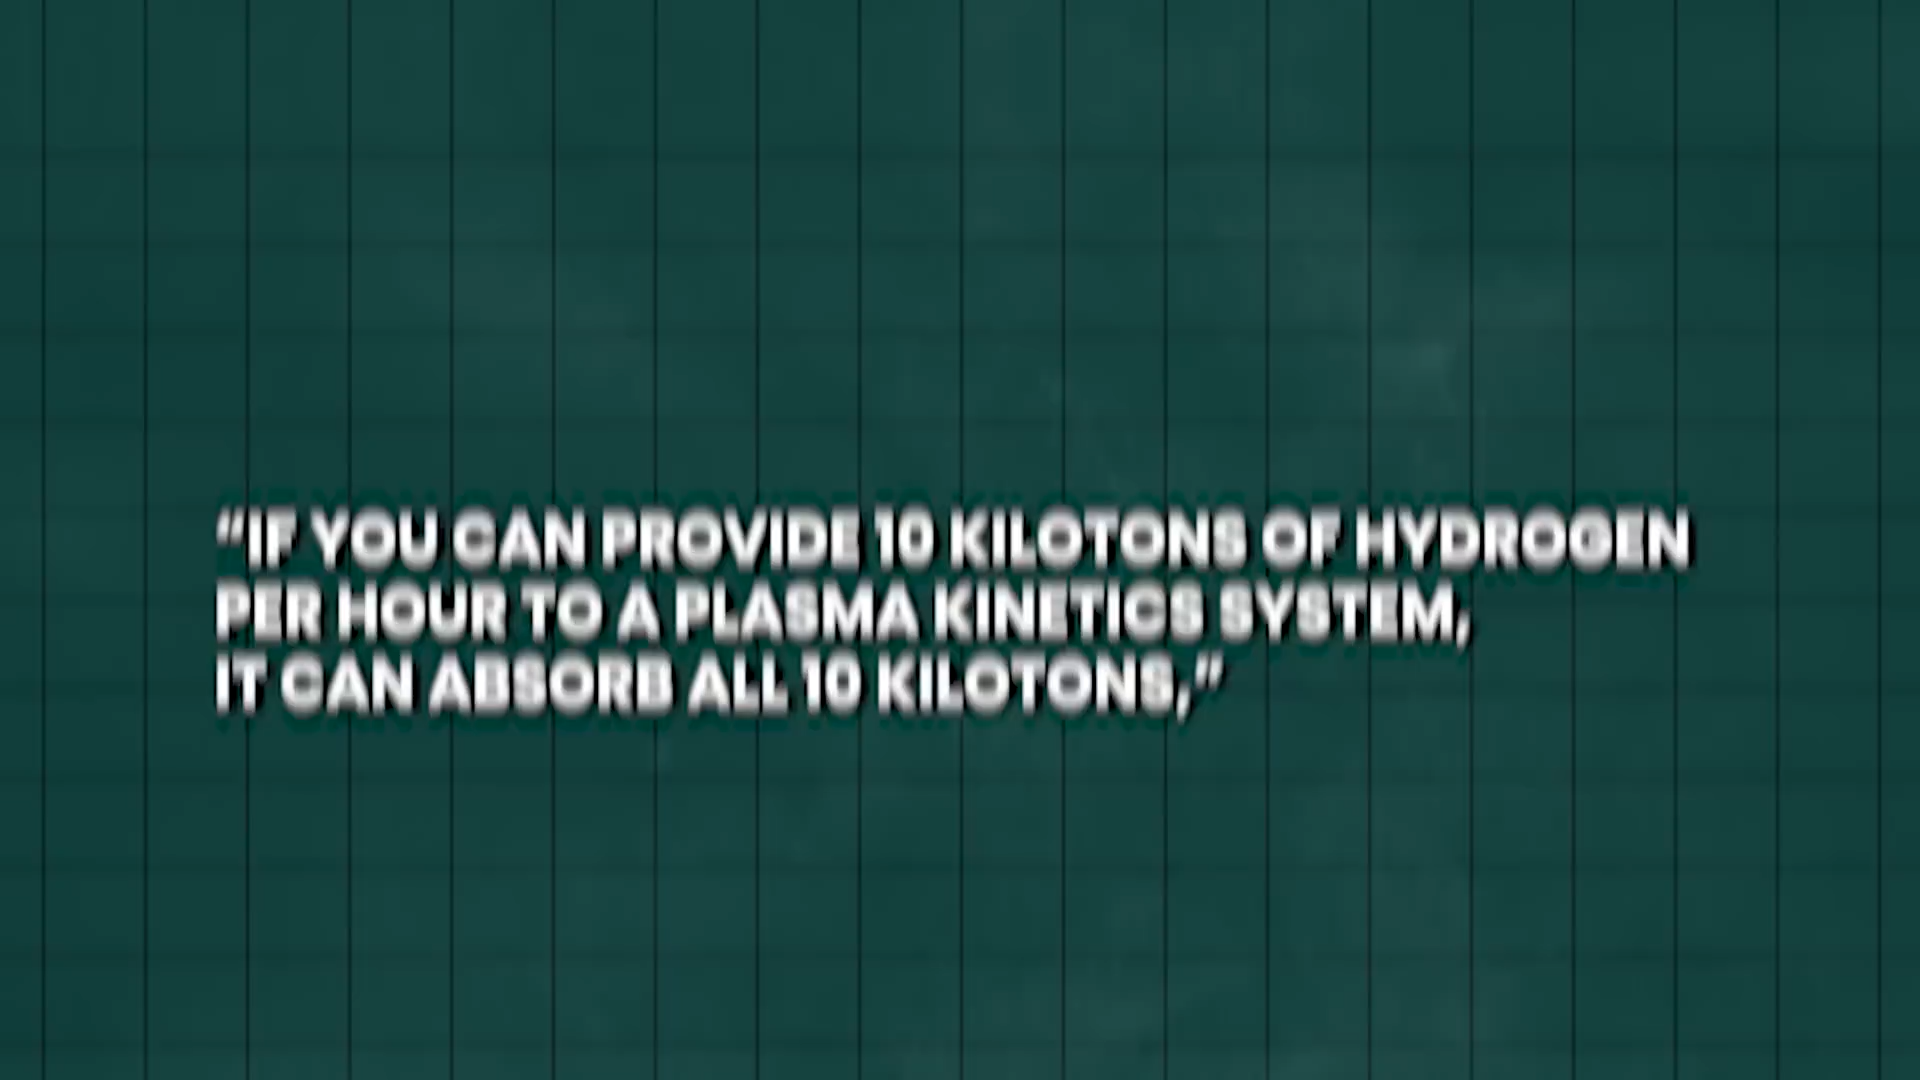 “IF YOU CAN PROVIDE 10 KILOTONS OF HYDROGEN
PER HOUR TO A PLASMA KINETICS SYSTEM,
IT CAN ABSORB ALL 10 KILOTONS,”